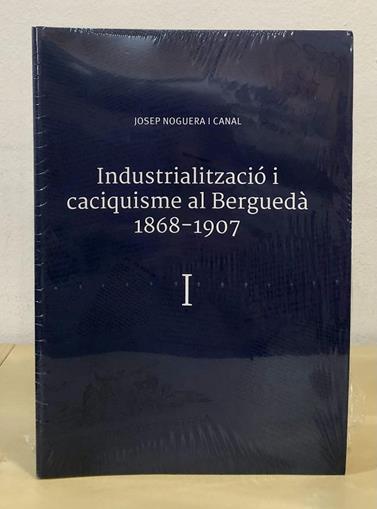 JOSEP NOGUERA I CANAL
Industrialització i
caciquisme al Berguedà
1868-1907
I